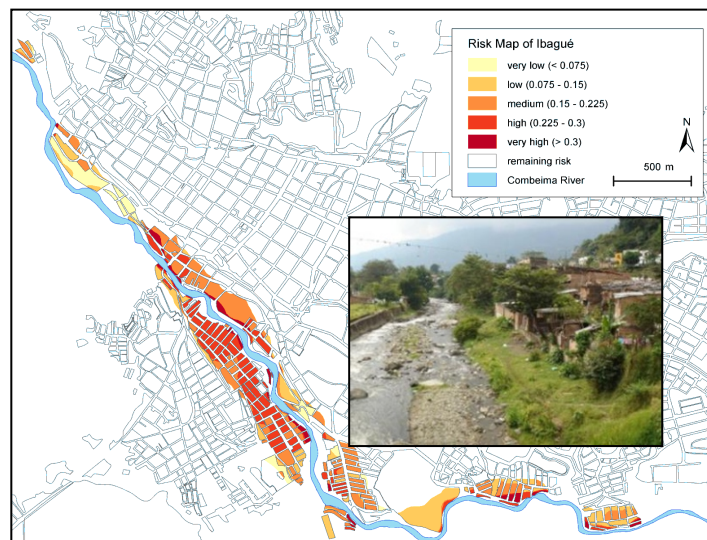 Risk Map of Ibagué
very low (< 0.075)
low (0.075 - 0.15)
medium (0.15 - 0.225)
high (0.225 - 0.3)
very high (> 0.3)
remaining risk
Combeima River
N
500 m